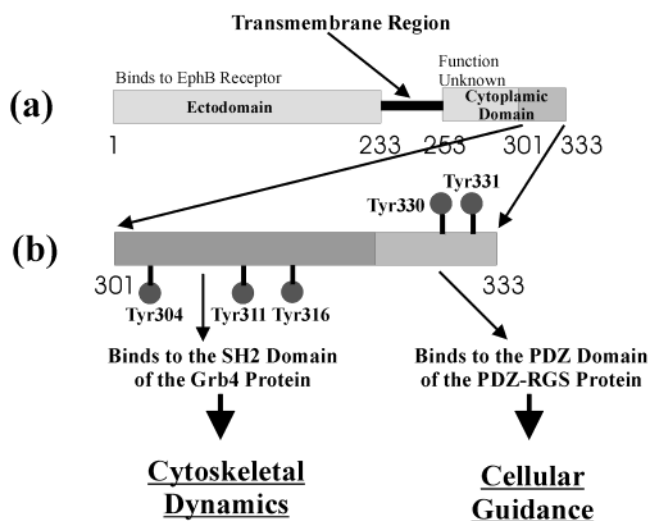 Transmembrane Region
Function
Unknown
Binds to EphB Receptor
(a)
Ectodomain
Cytoplamic
Domain
1
233
253
301
333
Tyr331
Tyr330
(b)
301
333
Tyr304
Tyr311
Tyr316
Binds to the SH2 Domain
of the Grb4 Protein
Binds to the PDZ Domain
of the PDZ-RGS Protein
Cytoskeletal
Dynamics
Cellular
Guidance